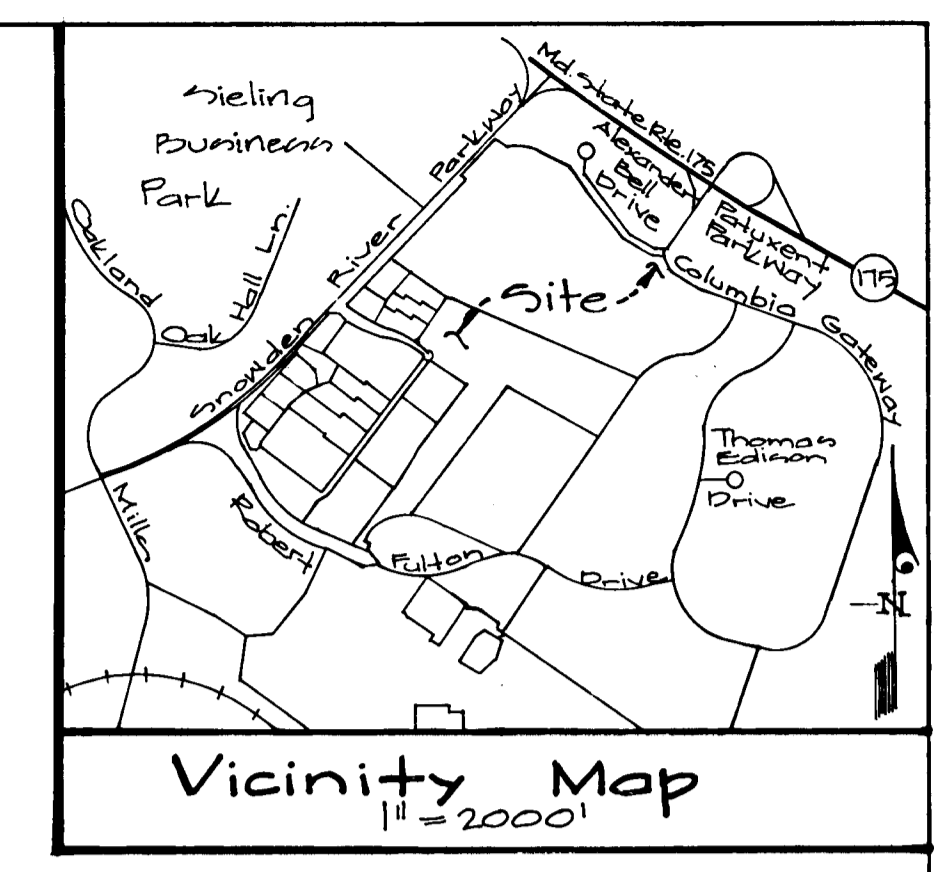 Sieling
Business
Park
Md. State Rte. 175
Alexander
Bell
Drive
Patuxent
Parkway
175
Snowden River Parkway
Oakland
Mills
Oak Hall Ln.
Site
Columbia
Gateway
Thomas
Edison
Drive
Robert
Fulton
Drive
N
Vicinity Map
1" = 2000'